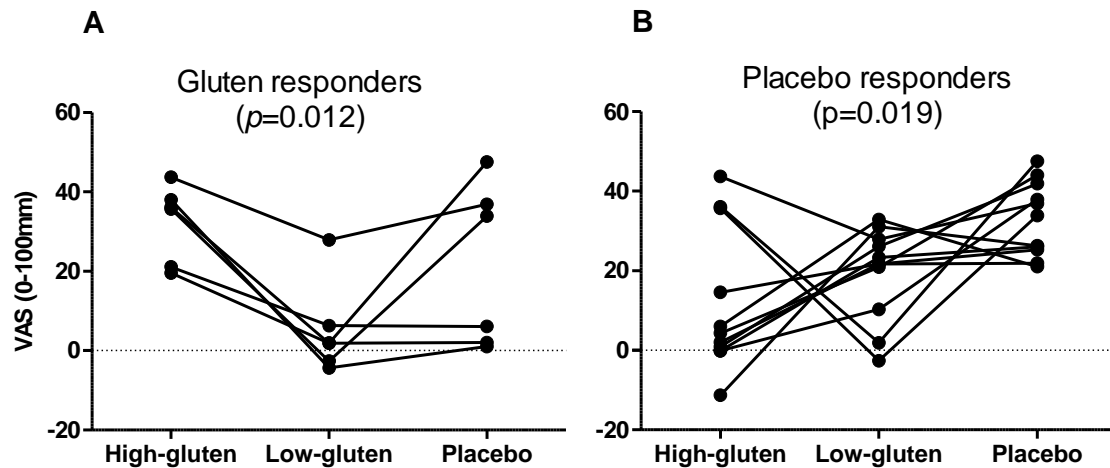 A
Gluten responders
(p=0.012)
VAS (0-100mm)
60
40
20
0
-20
High-gluten Low-gluten Placebo
B
Placebo responders
(p=0.019)
60
40
20
0
-20
High-gluten Low-gluten Placebo